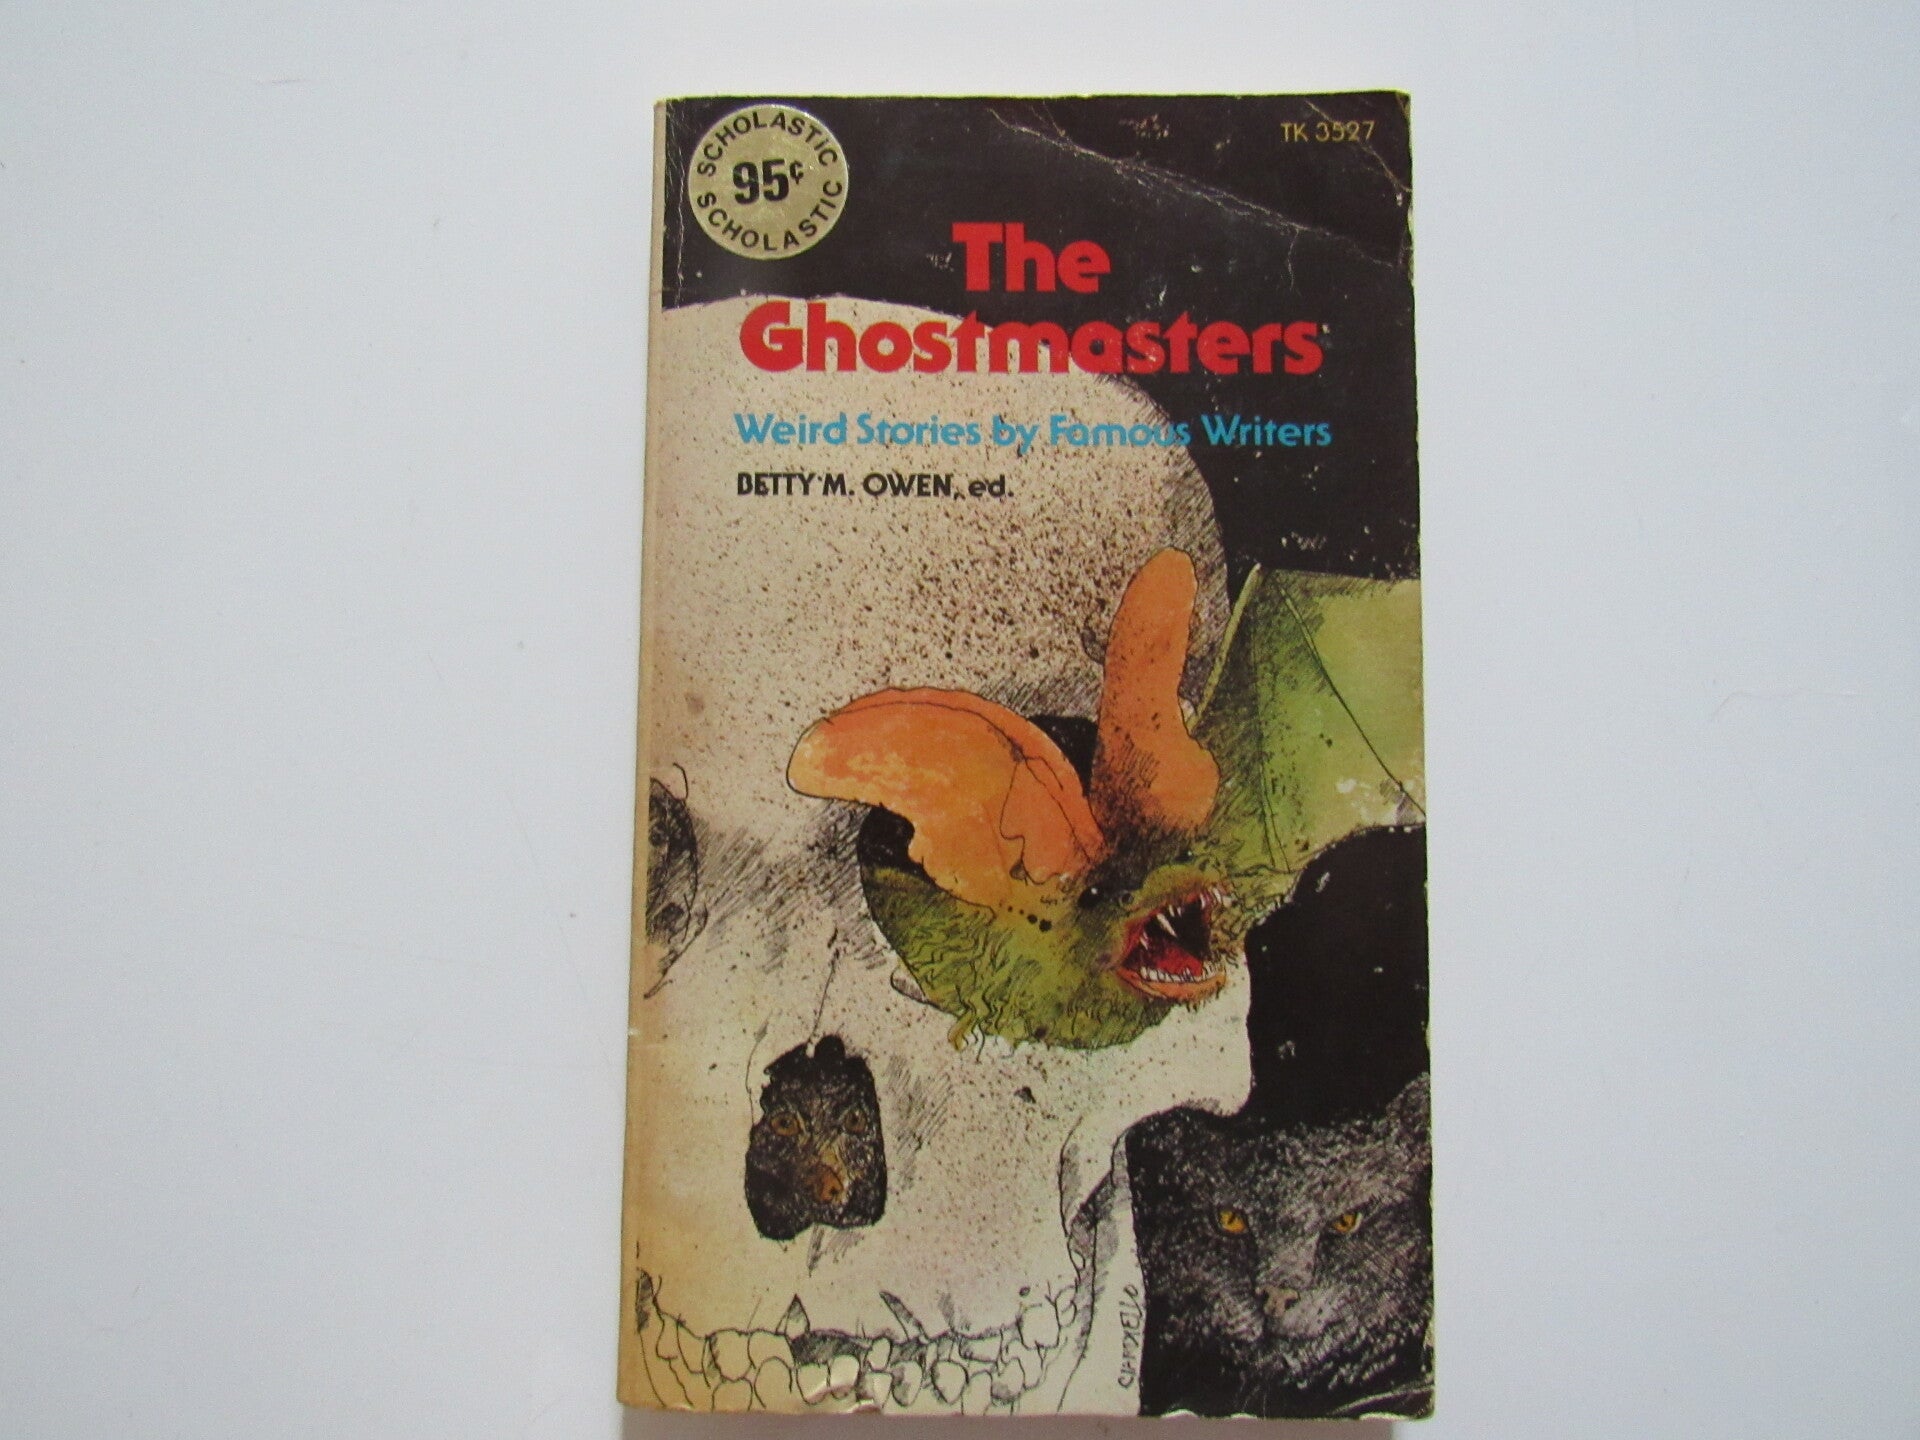 SCHOLASTIC
95¢
SCHOLASTIC
TK 3527
The
Ghostmasters
Weird Stories by Famous Writers
BETTY M. OWEN, ed.